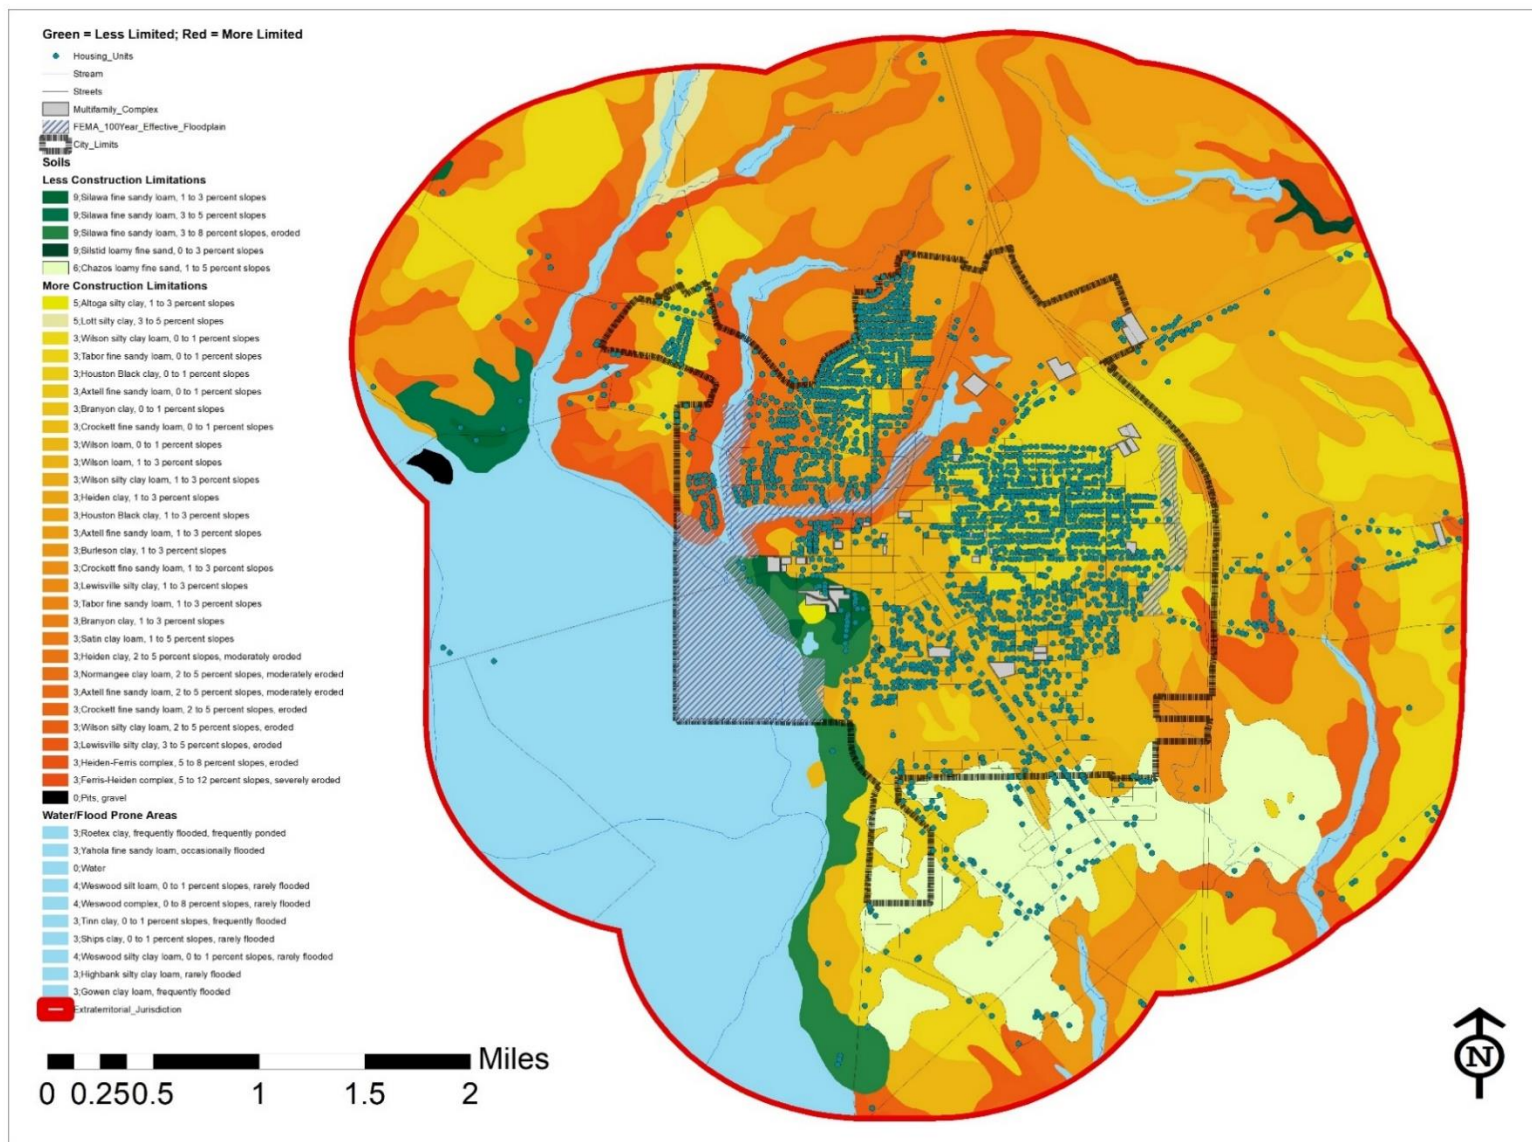 Green = Less Limited; Red = More Limited
Housing_Units
Stream
Streets
Multifamily_Complex
FEMA_100Year_Effective_Floodplain
City_Limits
Soils
Less Construction Limitations
9;Silawa fine sandy loam, 1 to 3 percent slopes
9;Silawa fine sandy loam, 3 to 5 percent slopes
9;Silawa fine sandy loam, 3 to 8 percent slopes, eroded
9;Silstid loamy fine sand, 0 to 3 percent slopes
6;Chazos loamy fine sand, 1 to 5 percent slopes
More Construction Limitations
5;Altoga silty clay, 1 to 3 percent slopes
5;Lott silty clay, 3 to 5 percent slopes
3;Wilson silty clay loam, 0 to 1 percent slopes
3;Tabor fine sandy loam, 0 to 1 percent slopes
3;Houston Black clay, 0 to 1 percent slopes
3;Axtell fine sandy loam, 0 to 1 percent slopes
3;Branyon clay, 0 to 1 percent slopes
3;Crockett fine sandy loam, 0 to 1 percent slopes
3;Wilson loam, 0 to 1 percent slopes
3;Wilson loam, 1 to 3 percent slopes
3;Wilson silty clay loam, 1 to 3 percent slopes
3;Heiden clay, 1 to 3 percent slopes
3;Houston Black clay, 1 to 3 percent slopes
3;Axtell fine sandy loam, 1 to 3 percent slopes
3;Burleson clay, 1 to 3 percent slopes
3;Crockett fine sandy loam, 1 to 3 percent slopes
3;Lewisville silty clay, 1 to 3 percent slopes
3;Tabor fine sandy loam, 1 to 3 percent slopes
3;Branyon clay, 1 to 3 percent slopes
3;Satin clay loam, 1 to 5 percent slopes
3;Heiden clay, 2 to 5 percent slopes, moderately eroded
3;Normangee clay loam, 2 to 5 percent slopes, moderately eroded
3;Axtell fine sandy loam, 2 to 5 percent slopes, moderately eroded
3;Crockett fine sandy loam, 2 to 5 percent slopes, eroded
3;Wilson silty clay loam, 2 to 5 percent slopes, eroded
3;Lewisville silty clay, 3 to 5 percent slopes, eroded
3;Heiden-Ferris complex, 5 to 8 percent slopes, eroded
3;Ferris-Heiden complex, 5 to 12 percent slopes, severely eroded
0;Pits, gravel
Water/Flood Prone Areas
3;Roetex clay, frequently flooded, frequently ponded
3;Yahola fine sandy loam, occasionally flooded
0;Water
4;Weswood silt loam, 0 to 1 percent slopes, rarely flooded
4;Weswood complex, 0 to 8 percent slopes, rarely flooded
3;Tinn clay, 0 to 1 percent slopes, frequently flooded
3;Ships clay, 0 to 1 percent slopes, rarely flooded
4;Weswood silty clay loam, 0 to 1 percent slopes, rarely flooded
3;Highbank silty clay loam, rarely flooded
3;Gowen clay loam, frequently flooded
Extraterritorial_Jurisdiction
Miles
0 0.25 0.5 1 1.5 2
N